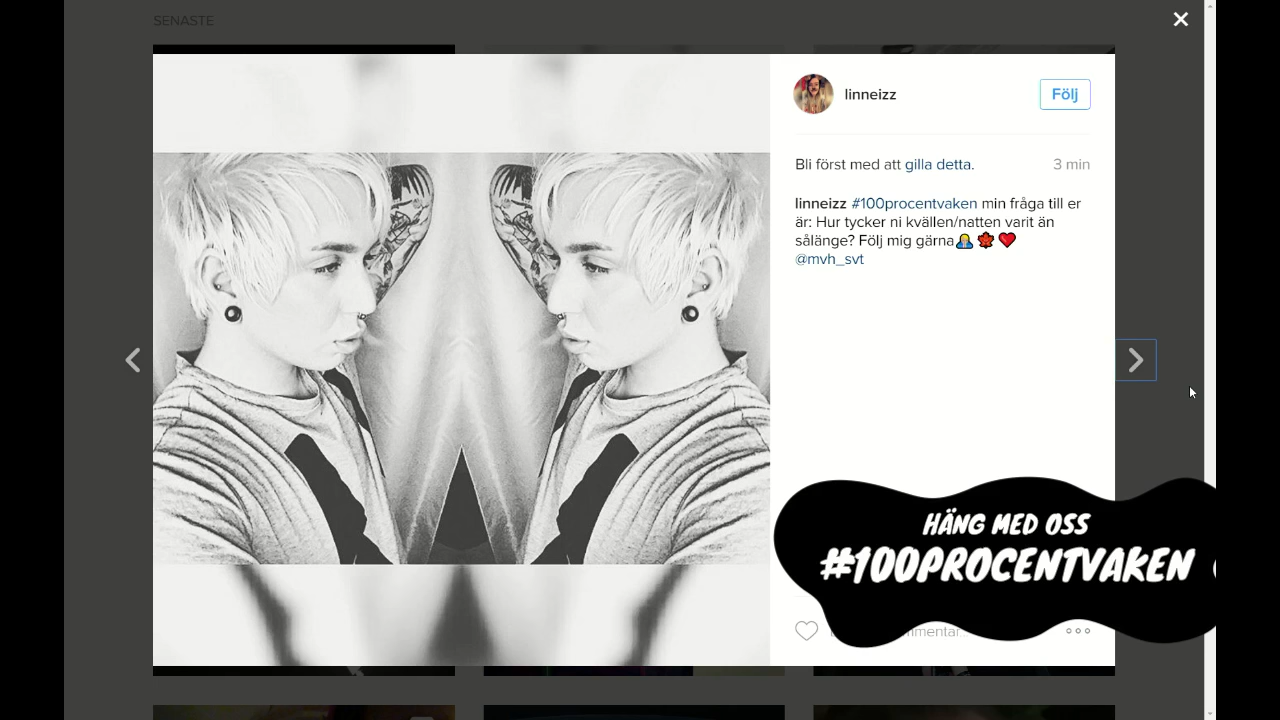 SENASTE
linneizz
Följ
Bli först med att gilla detta.
3 min
linneizz #100procentvaken min fråga till er
är: Hur tycker ni kvällen/natten varit än
sålänge? Följ mig gärna
@mvh_svt
HÄNG MED OSS
#100PROCENTVAKEN